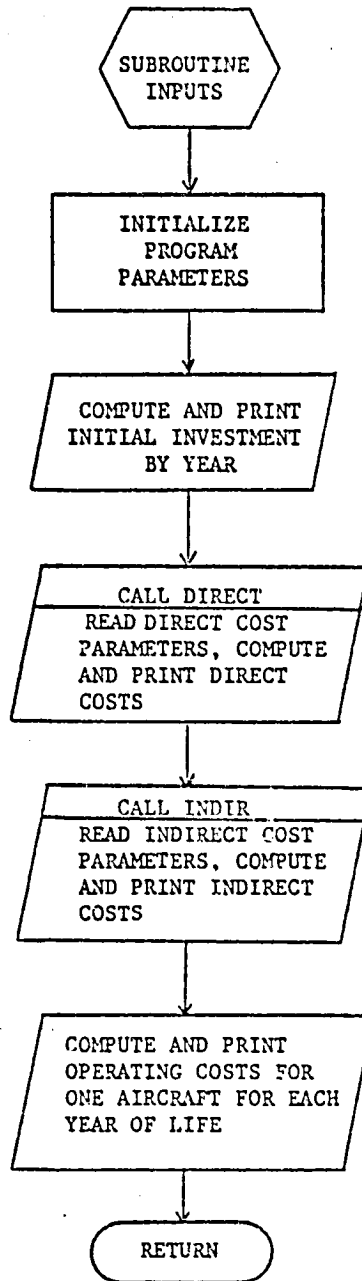 SUBROUTINE
INPUTS
INITIALIZE
PROGRAM
PARAMETERS
COMPUTE AND PRINT
INITIAL INVESTMENT
BY YEAR
CALL DIRECT
READ DIRECT COST
PARAMETERS, COMPUTE
AND PRINT DIRECT
COSTS
CALL INDIR
READ INDIRECT COST
PARAMETERS, COMPUTE
AND PRINT INDIRECT
COSTS
COMPUTE AND PRINT
OPERATING COSTS FOR
ONE AIRCRAFT FOR EACH
YEAR OF LIFE
RETURN